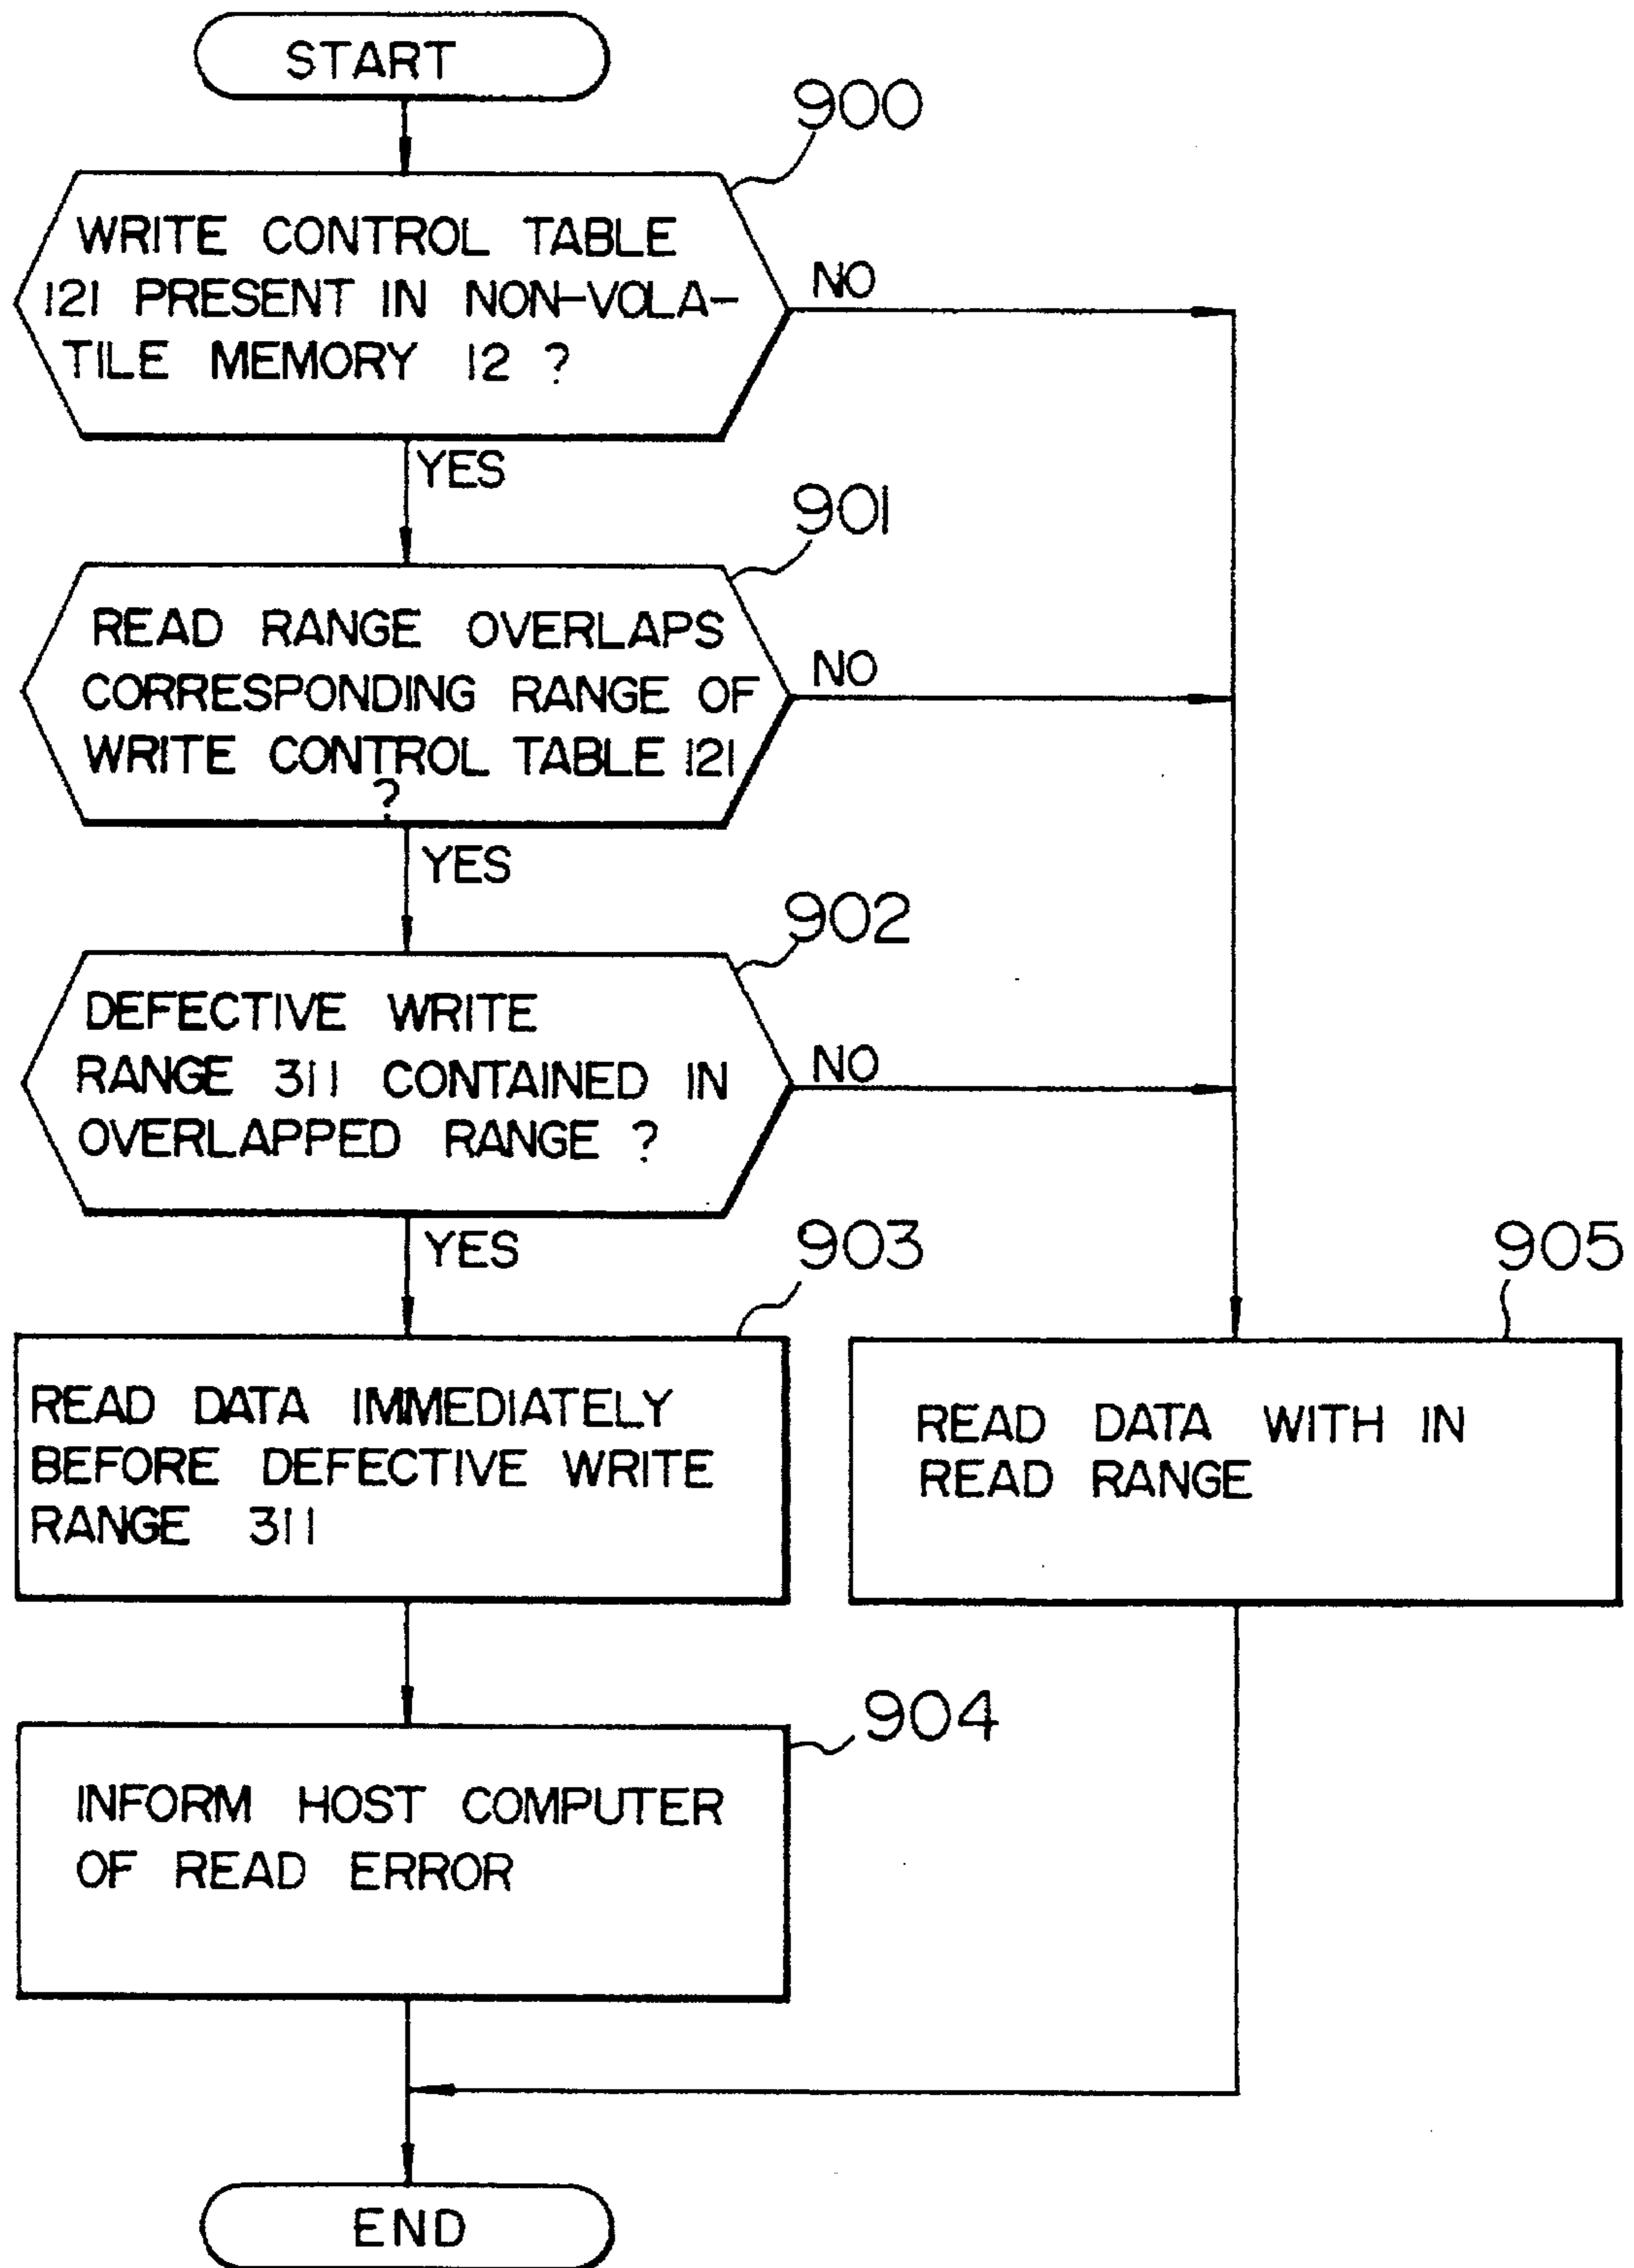 START
900
WRITE CONTROL TABLE
121 PRESENT IN NON-VOLA-
TILE MEMORY 12 ?
NO
YES
901
READ RANGE OVERLAPS
CORRESPONDING RANGE OF
WRITE CONTROL TABLE 121
?
NO
YES
902
DEFECTIVE WRITE
RANGE 311 CONTAINED IN
OVERLAPPED RANGE ?
NO
YES
903
READ DATA IMMEDIATELY
BEFORE DEFECTIVE WRITE
RANGE 311
905
READ DATA WITH IN
READ RANGE
904
INFORM HOST COMPUTER
OF READ ERROR
END